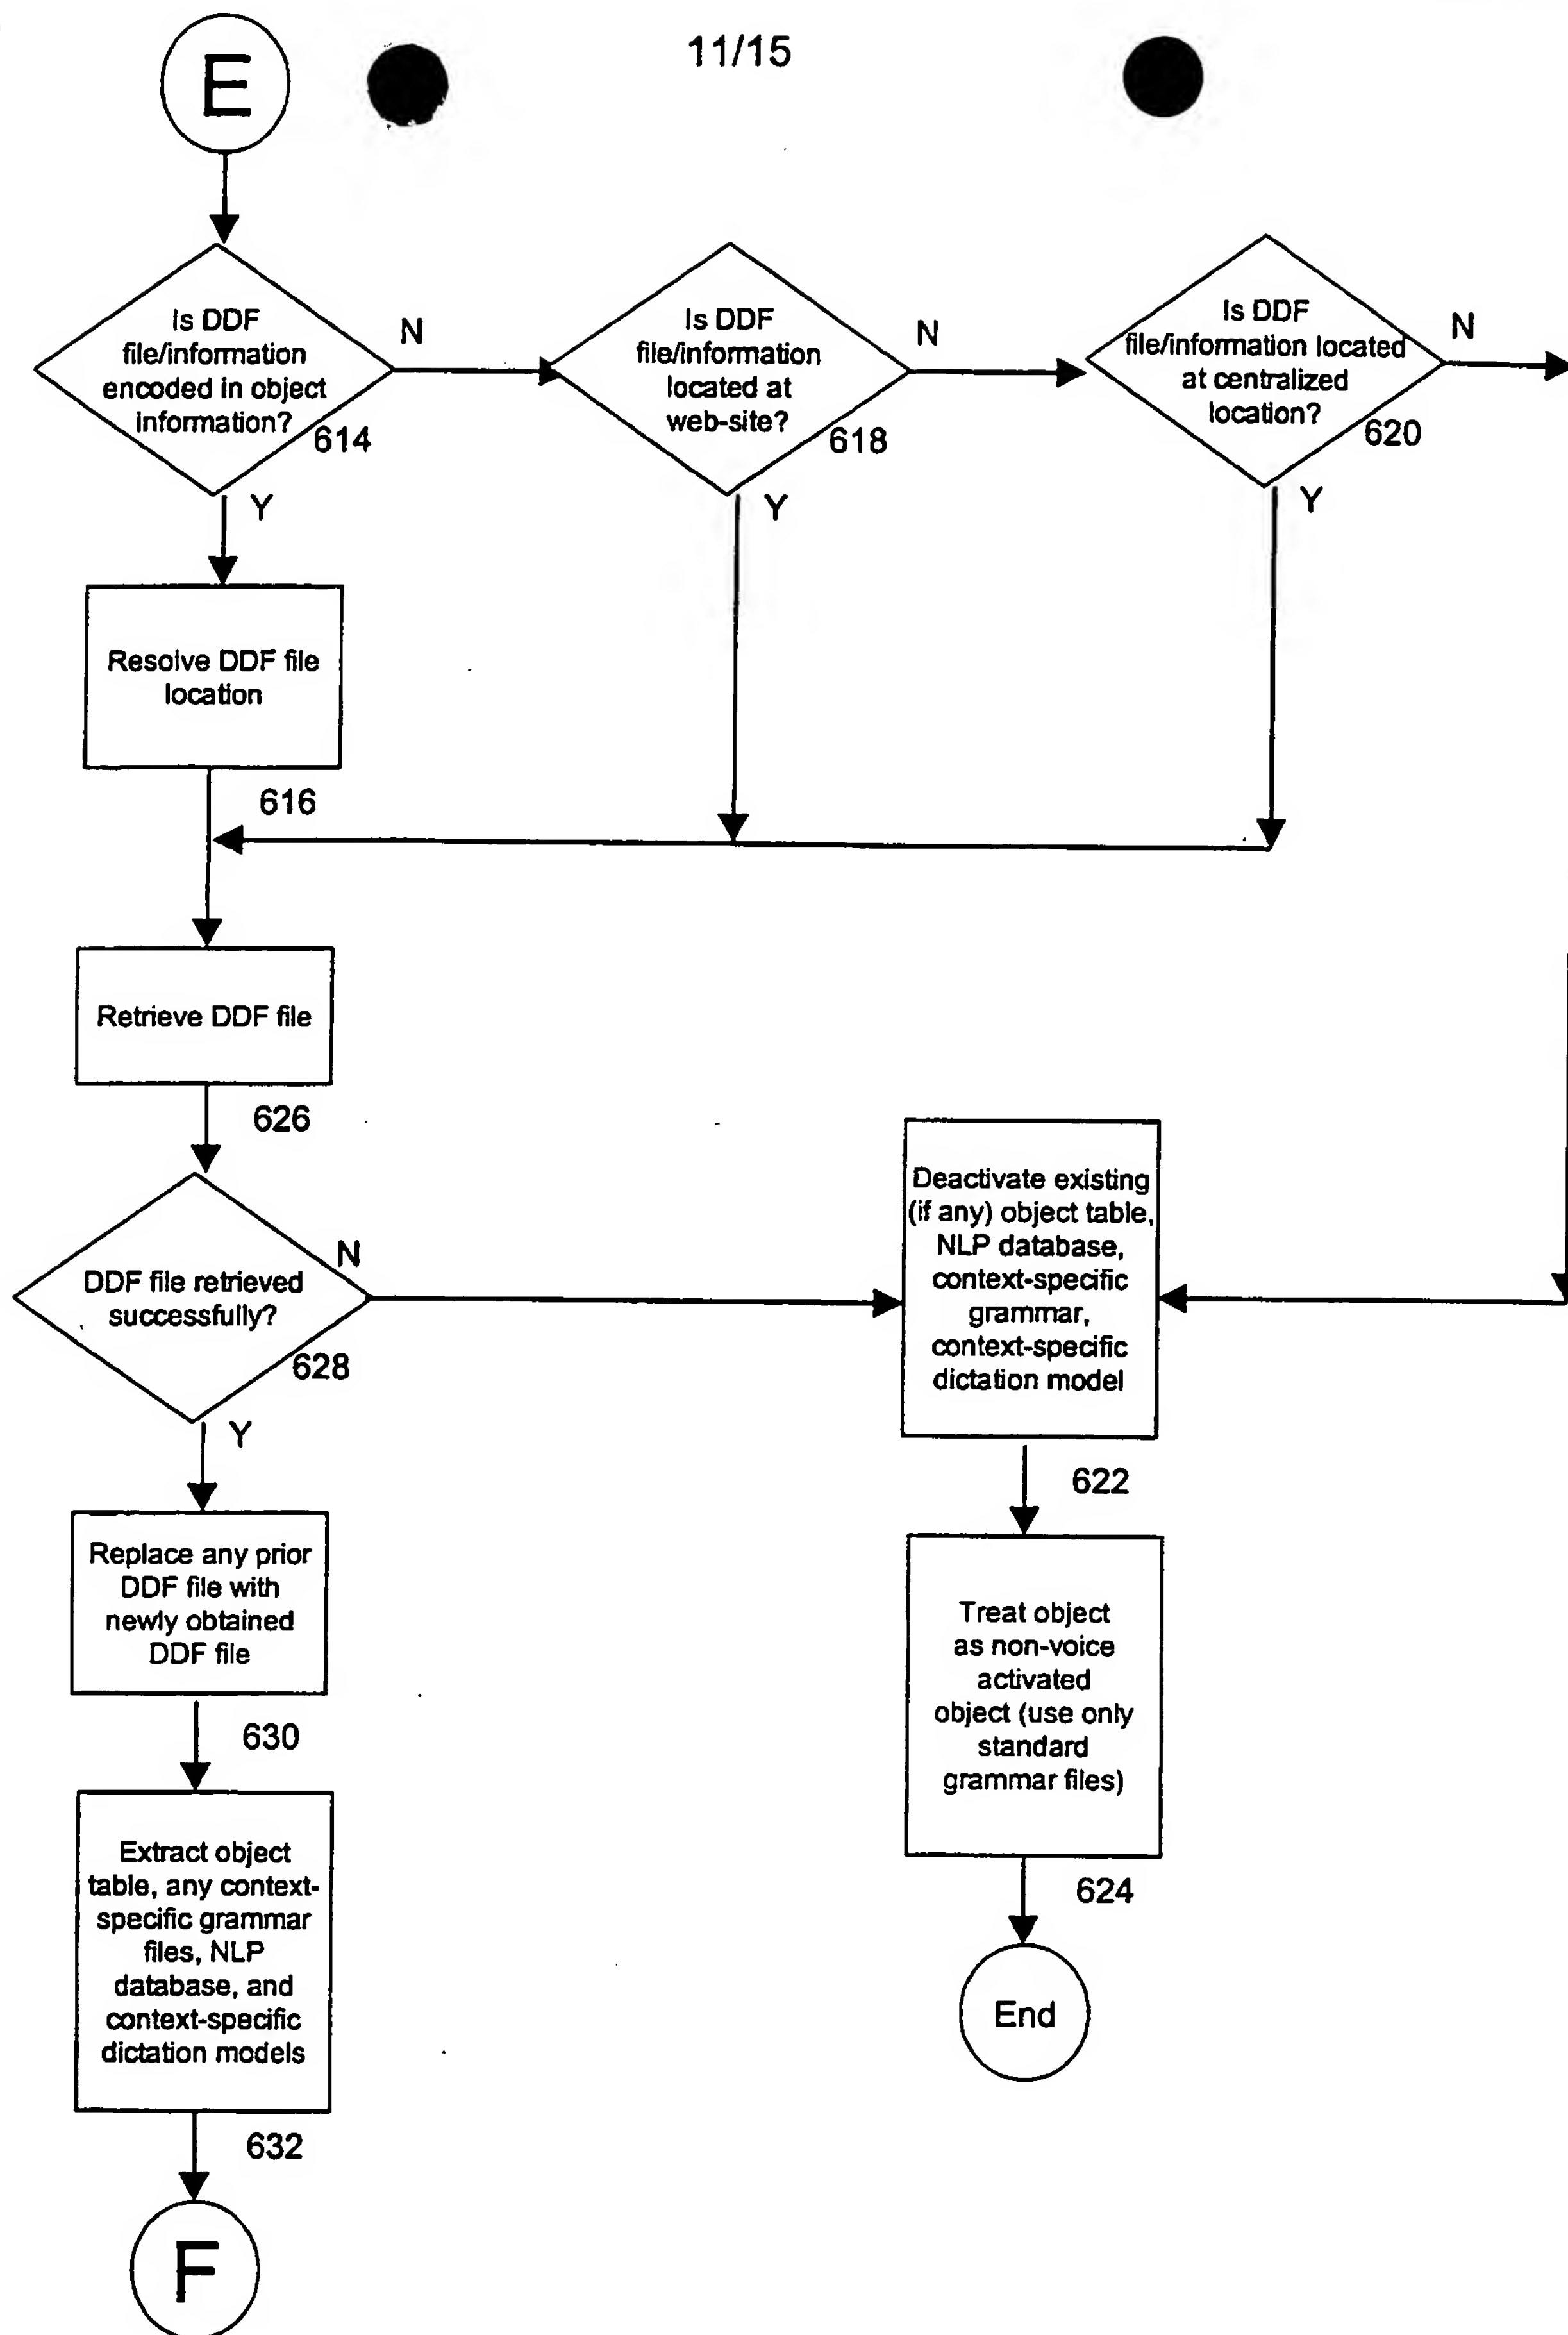 11/15
E
Is DDF
file/information
encoded in object
information?
614
N
Y
Is DDF
file/information
located at
web-site?
618
N
Y
Is DDF
file/information located
at centralized
location?
620
N
Y
Resolve DDF file
location
616
Retrieve DDF file
626
DDF file retrieved
successfully?
628
N
Y
Deactivate existing
(if any) object table,
NLP database,
context-specific
grammar,
context-specific
dictation model
622
Replace any prior
DDF file with
newly obtained
DDF file
630
Treat object
as non-voice
activated
object (use only
standard
grammar files)
624
Extract object
table, any context-
specific grammar
files, NLP
database, and
context-specific
dictation models
632
End
F